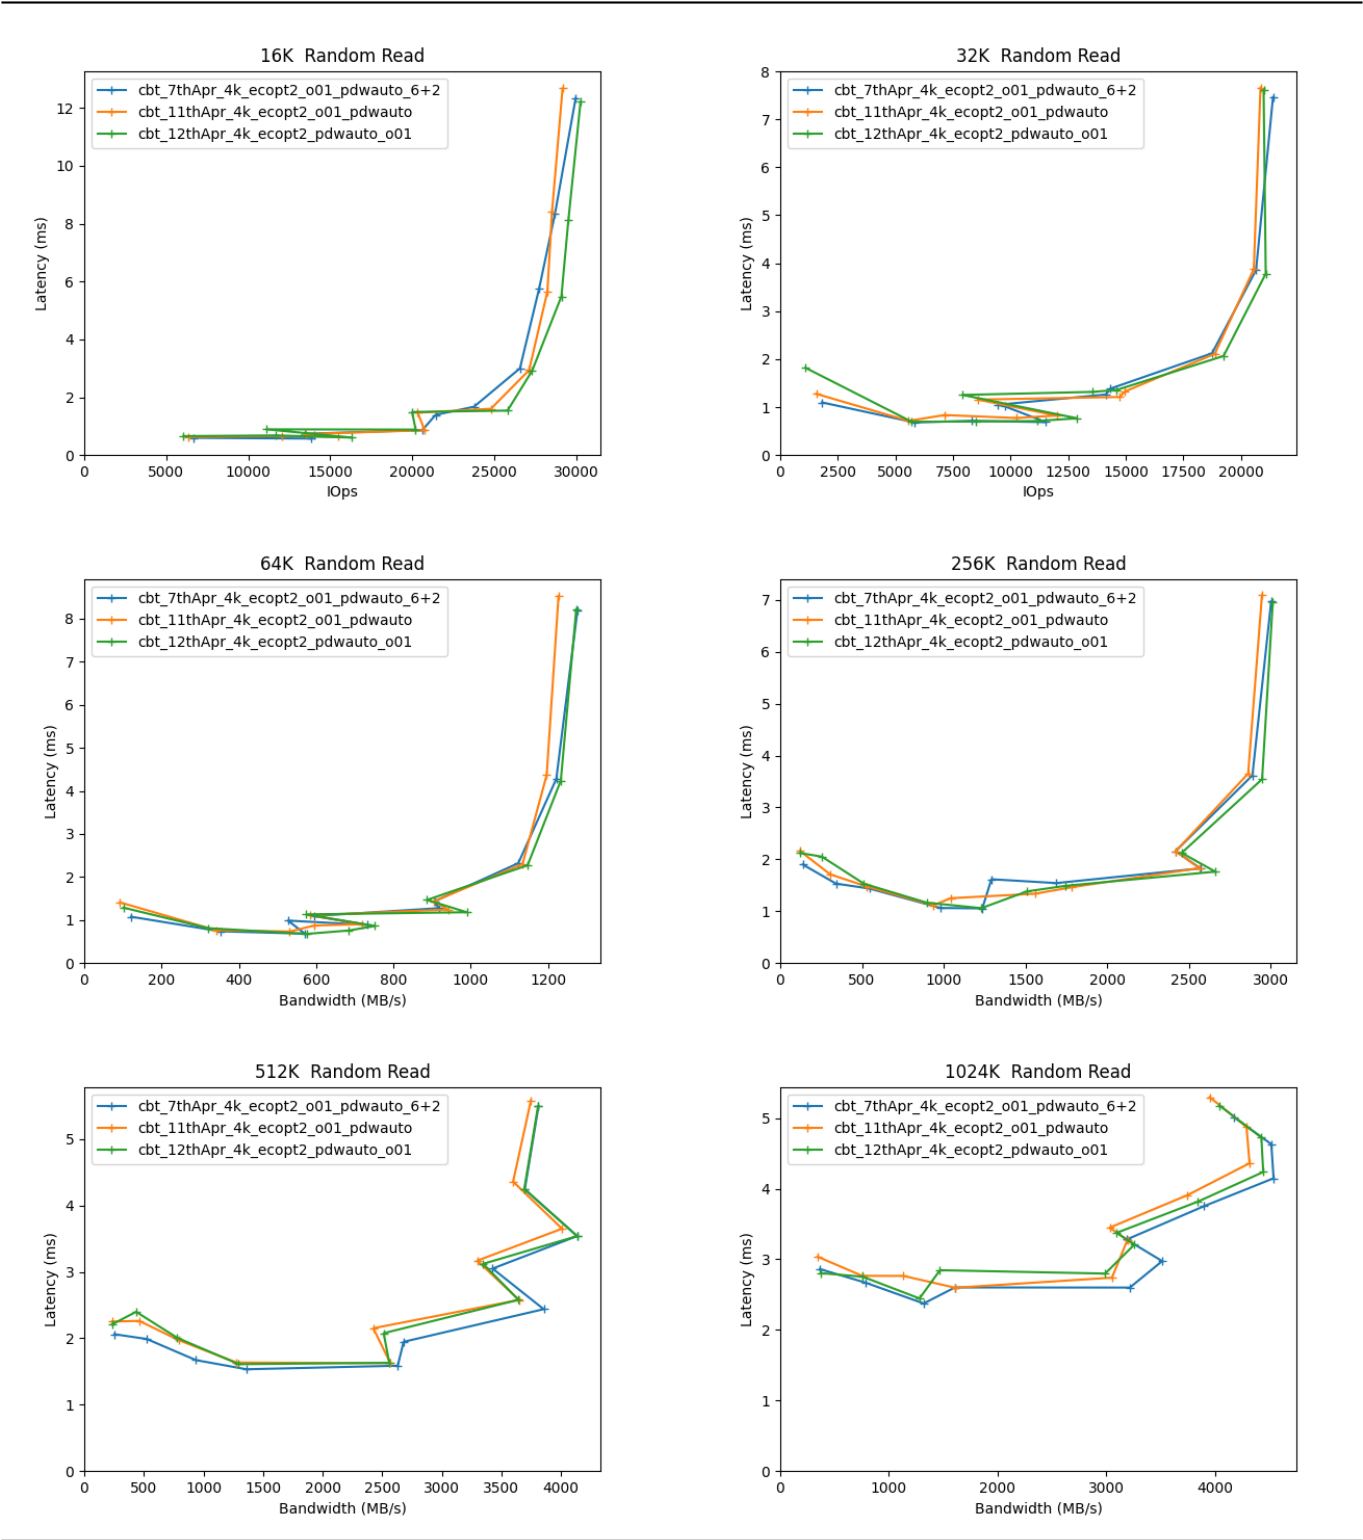 16K  Random Read
cbt_7thApr_4k_ecopt2_o01_pdwauto_6+2
cbt_11thApr_4k_ecopt2_o01_pdwauto
cbt_12thApr_4k_ecopt2_pdwauto_o01
Latency (ms)
12
10
8
6
4
2
0
0 5000 10000 15000 20000 25000 30000
IOps
32K  Random Read
cbt_7thApr_4k_ecopt2_o01_pdwauto_6+2
cbt_11thApr_4k_ecopt2_o01_pdwauto
cbt_12thApr_4k_ecopt2_pdwauto_o01
Latency (ms)
8
7
6
5
4
3
2
1
0
0 2500 5000 7500 10000 12500 15000 17500 20000
IOps
64K  Random Read
cbt_7thApr_4k_ecopt2_o01_pdwauto_6+2
cbt_11thApr_4k_ecopt2_o01_pdwauto
cbt_12thApr_4k_ecopt2_pdwauto_o01
Latency (ms)
8
7
6
5
4
3
2
1
0
0 200 400 600 800 1000 1200
Bandwidth (MB/s)
256K  Random Read
cbt_7thApr_4k_ecopt2_o01_pdwauto_6+2
cbt_11thApr_4k_ecopt2_o01_pdwauto
cbt_12thApr_4k_ecopt2_pdwauto_o01
Latency (ms)
7
6
5
4
3
2
1
0
0 500 1000 1500 2000 2500 3000
Bandwidth (MB/s)
512K  Random Read
cbt_7thApr_4k_ecopt2_o01_pdwauto_6+2
cbt_11thApr_4k_ecopt2_o01_pdwauto
cbt_12thApr_4k_ecopt2_pdwauto_o01
Latency (ms)
5
4
3
2
1
0
0 500 1000 1500 2000 2500 3000 3500 4000
Bandwidth (MB/s)
1024K  Random Read
cbt_7thApr_4k_ecopt2_o01_pdwauto_6+2
cbt_11thApr_4k_ecopt2_o01_pdwauto
cbt_12thApr_4k_ecopt2_pdwauto_o01
Latency (ms)
5
4
3
2
1
0
0 1000 2000 3000 4000
Bandwidth (MB/s)